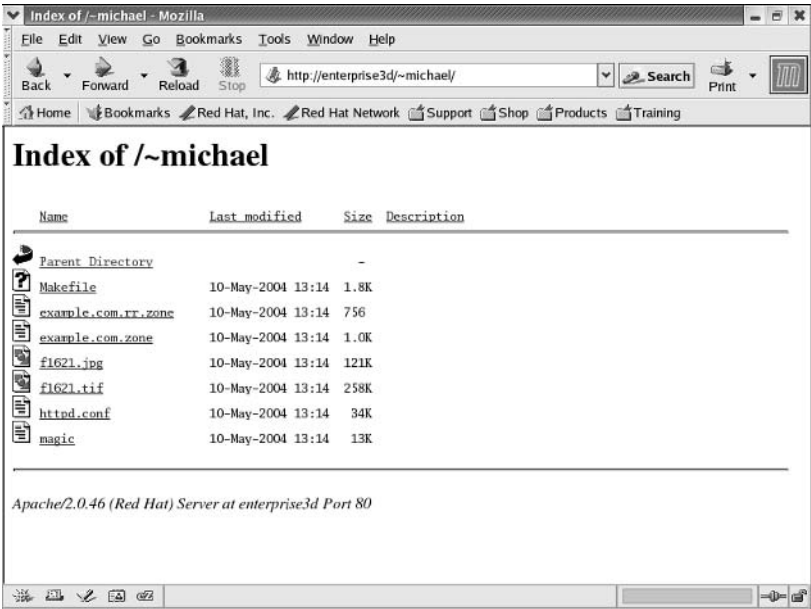 Index of /~michael - Mozilla
File Edit View Go Bookmarks Tools Window Help
Back Forward Reload Stop http://enterprise3d/~michael/ Search Print
Home Bookmarks Red Hat, Inc. Red Hat Network Support Shop Products Training
Index of /~michael
Name Last modified Size Description
Parent Directory -
Makefile 10-May-2004 13:14 1.8K
example.com.rr.zone 10-May-2004 13:14 756
example.com.zone 10-May-2004 13:14 1.0K
f1621.jpg 10-May-2004 13:14 121K
f1621.tif 10-May-2004 13:14 258K
httpd.conf 10-May-2004 13:14 34K
magic 10-May-2004 13:14 13K
Apache/2.0.46 (Red Hat) Server at enterprise3d Port 80